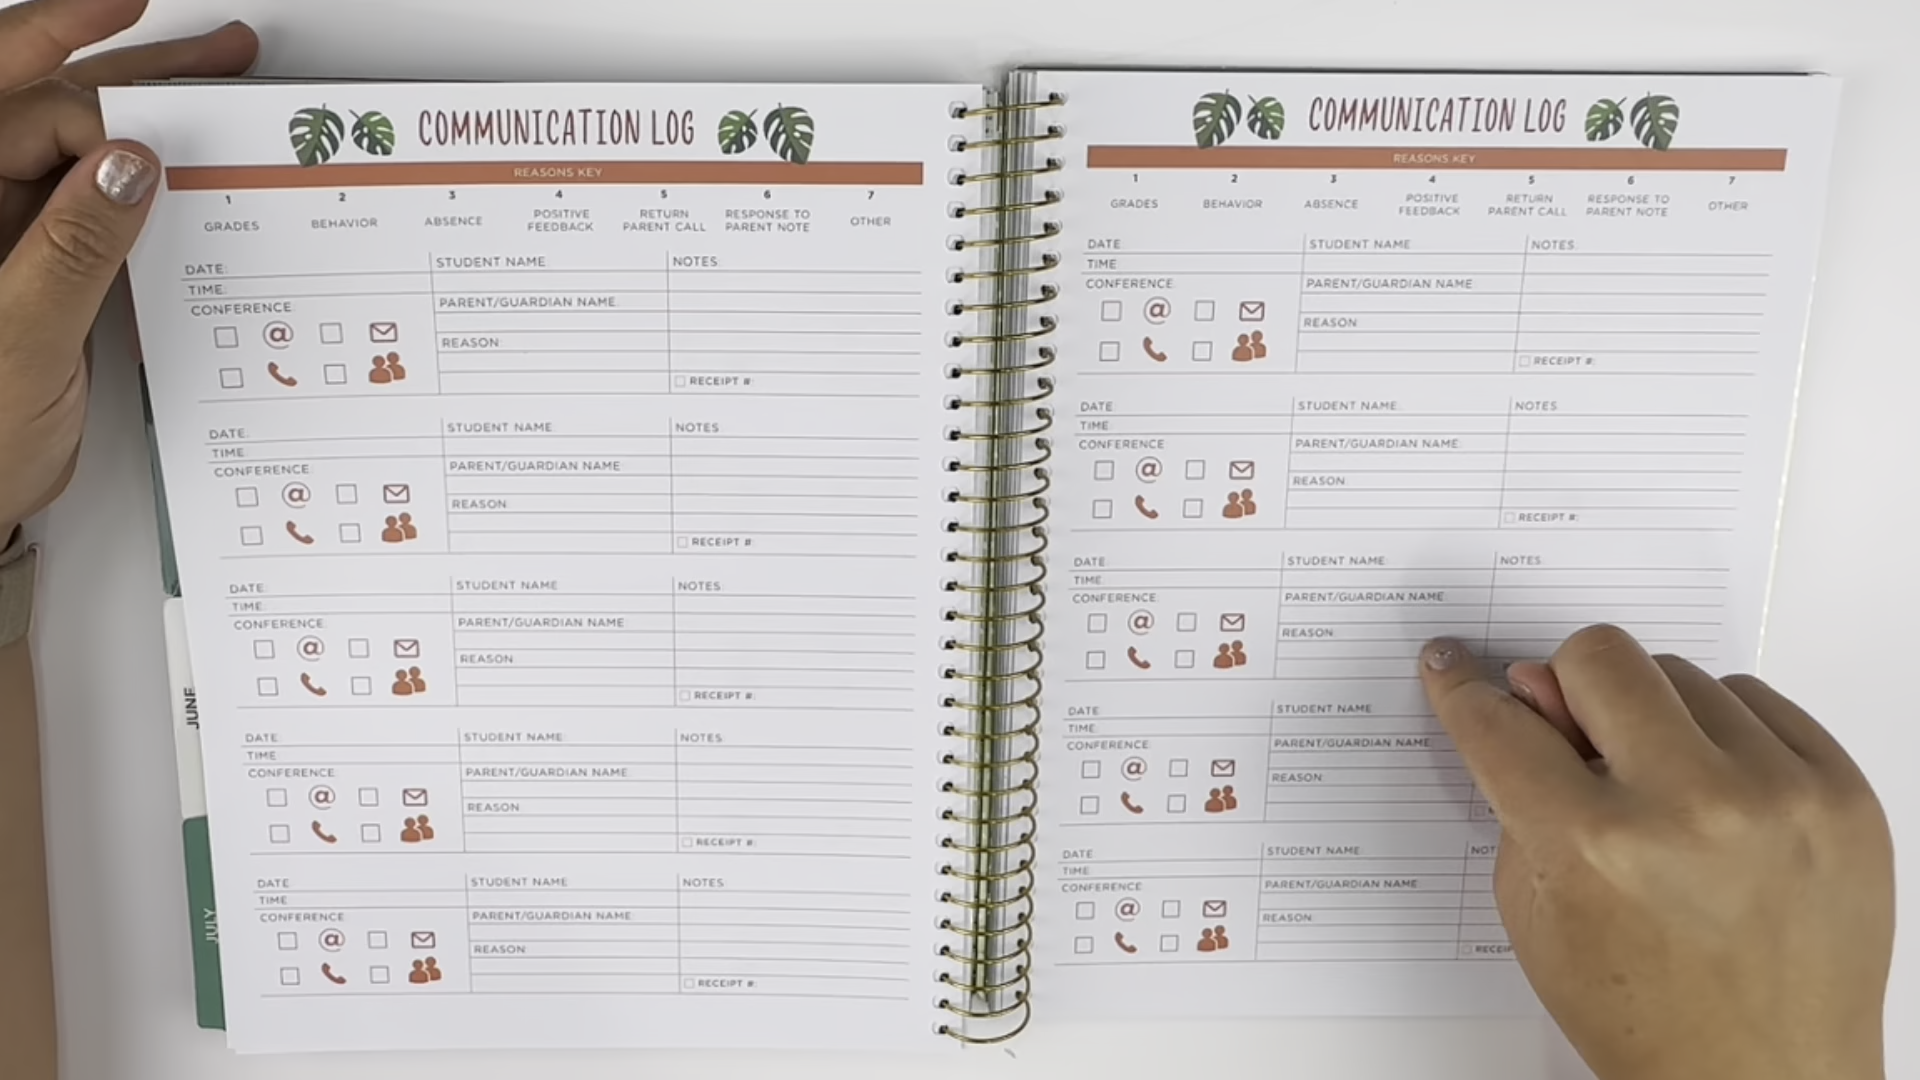 COMMUNICATION LOG
REASONS KEY
1 2 3 4 5 6 7
GRADES BEHAVIOR ABSENCE POSITIVE FEEDBACK RETURN PARENT CALL RESPONSE TO PARENT NOTE OTHER
DATE: STUDENT NAME NOTES:
TIME:
CONFERENCE: PARENT/GUARDIAN NAME:
@
REASON:
RECEIPT #:
DATE: STUDENT NAME: NOTES
TIME:
CONFERENCE: PARENT/GUARDIAN NAME
@
REASON:
RECEIPT #:
DATE: STUDENT NAME NOTES:
TIME:
CONFERENCE: PARENT/GUARDIAN NAME
@
REASON
RECEIPT #:
DATE: STUDENT NAME: NOTES:
TIME
CONFERENCE: PARENT/GUARDIAN NAME:
@
REASON:
RECEIPT #:
DATE STUDENT NAME: NOTES
TIME
CONFERENCE PARENT/GUARDIAN NAME:
@
REASON:
RECEIPT #:
JUNE
JULY
COMMUNICATION LOG
REASONS KEY
1 2 3 4 5 6 7
GRADES BEHAVIOR ABSENCE POSITIVE FEEDBACK RETURN PARENT CALL RESPONSE TO PARENT NOTE OTHER
DATE: STUDENT NAME NOTES:
TIME
CONFERENCE: PARENT/GUARDIAN NAME:
@
REASON
RECEIPT #:
DATE: STUDENT NAME: NOTES
TIME:
CONFERENCE PARENT/GUARDIAN NAME:
@
REASON
RECEIPT #:
DATE: STUDENT NAME: NOTES:
TIME:
CONFERENCE: PARENT/GUARDIAN NAME:
@
REASON
DATE: STUDENT NAME
TIME:
CONFERENCE PARENT/GUARDIAN NAME:
@
REASON:
DATE STUDENT NAME:
TIME
CONFERENCE PARENT/GUARDIAN NAME
@
REASON: